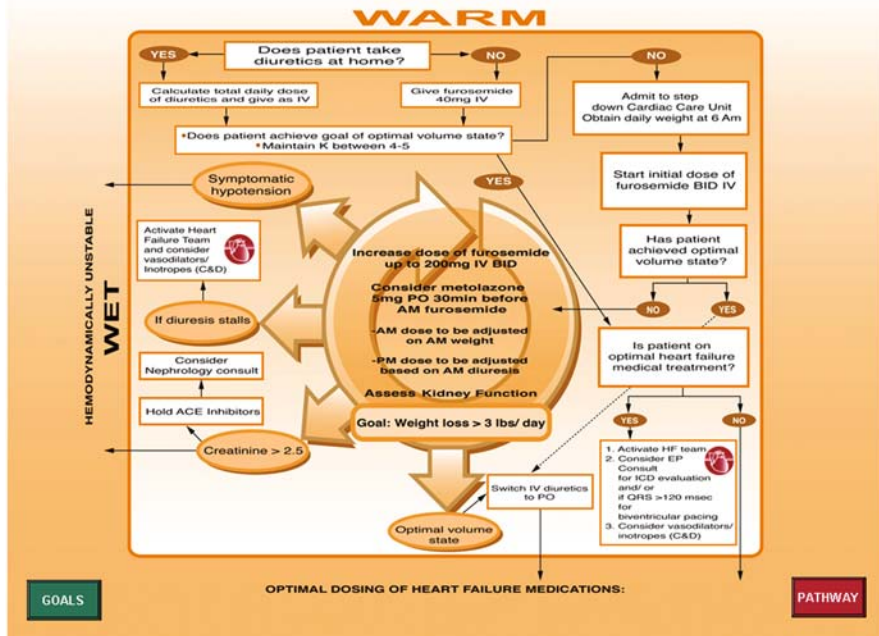 WARM
YES
Does patient take
diuretics at home?
NO
NO
Calculate total daily dose
of diuretics and give as IV
Give furosemide
40mg IV
Admit to step
down Cardiac Care Unit
Obtain daily weight at 6 Am
•Does patient achieve goal of optimal volume state?
•Maintain K between 4-5
YES
Start initial dose of
furosemide BID IV
Symptomatic
hypotension
HEMODYNAMICALLY UNSTABLE
WET
Activate Heart
Failure Team
and consider
vasodilators/
Inotropes (C&D)
Increase dose of furosemide
up to 200mg IV BID
Consider metolazone
5mg PO 30min before
AM furosemide
-AM dose to be adjusted
on AM weight
-PM dose to be adjusted
based on AM diuresis
Assess Kidney Function
Goal: Weight loss > 3 lbs/ day
Has patient
achieved optimal
volume state?
NO
YES
If diuresis stalls
Is patient on
optimal heart failure
medical treatment?
Consider
Nephrology consult
Hold ACE Inhibitors
Creatinine > 2.5
YES
NO
1. Activate HF team
2. Consider EP
Consult
for ICD evaluation
and/ or
if QRS >120 msec
for
biventricular pacing
3. Consider vasodilators/
inotropes (C&D)
Switch IV diuretics
to PO
Optimal volume
state
OPTIMAL DOSING OF HEART FAILURE MEDICATIONS:
GOALS
PATHWAY